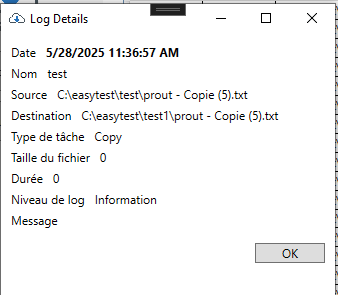 Log Details
Date 5/28/2025 11:36:57 AM
Nom test
Source C:\easytest\test\prout - Copie (5).txt
Destination C:\easytest\test1\prout - Copie (5).txt
Type de tâche Copy
Taille du fichier 0
Durée 0
Niveau de log Information
Message
OK